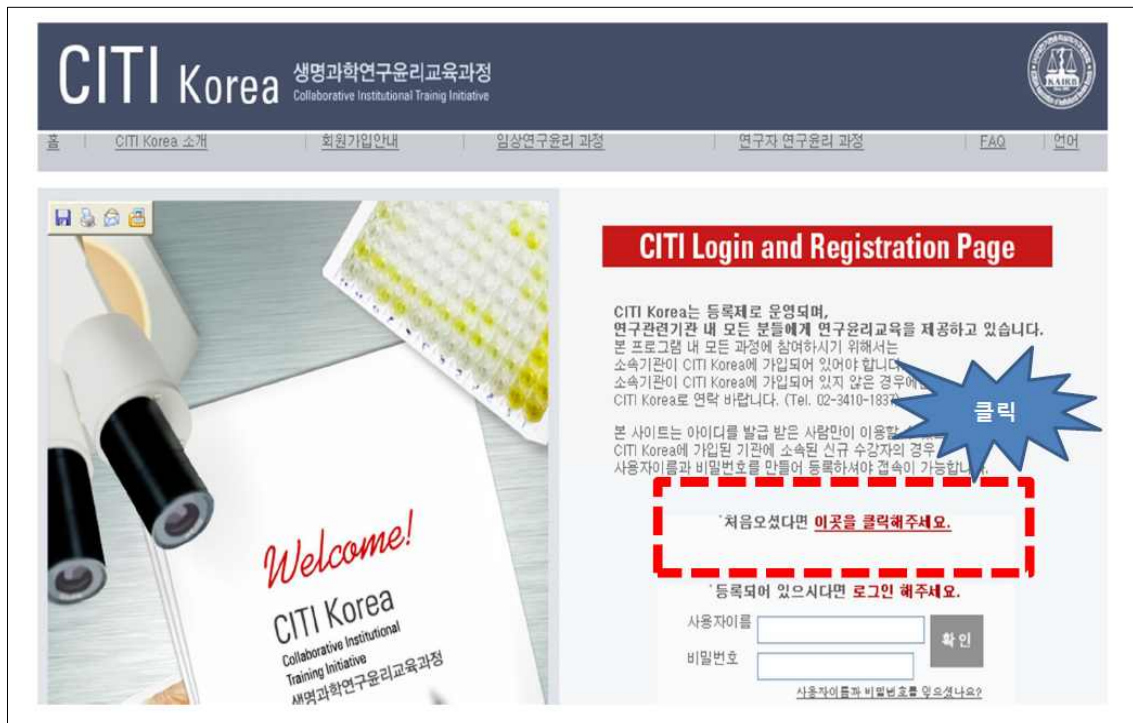 CITI Korea 생명과학연구윤리교육과정
Collaborative Institutional Trainig Initiative
KAIRB
홈 | CITI Korea 소개 | 회원가입안내 | 임상연구윤리 과정 | 연구자 연구윤리 과정 | FAQ | 언어
CITI Login and Registration Page
CITI Korea는 등록제로 운영되며,
연구관련기관 내 모든 분들에게 연구윤리교육을 제공하고 있습니다.
본 프로그램 내 모든 과정에 참여하시기 위해서는
소속기관이 CITI Korea에 가입되어 있어야 합니다
소속기관이 CITI Korea에 가입되어 있지 않은
CITI Korea로 연락 바랍니다. (Tel. 02-3410-1837)
클릭
본 사이트는 아이디를 발급 받은 사람만이
CITI Korea에 가입된 기관에 소속된 신규 수강자의 경우
사용자이름과 비밀번호를 만들어 등록하셔야 접속이
*처음오셨다면 이곳을 클릭해주세요.
*등록되어 있으시다면 로그인 해주세요.
사용자이름
확인
비밀번호
사용자이름과 비밀번호를 잊으셨나요?
Welcome!
CITI Korea
Collaborative Institutional
Training Initiative
생명과학연구윤리교육과정